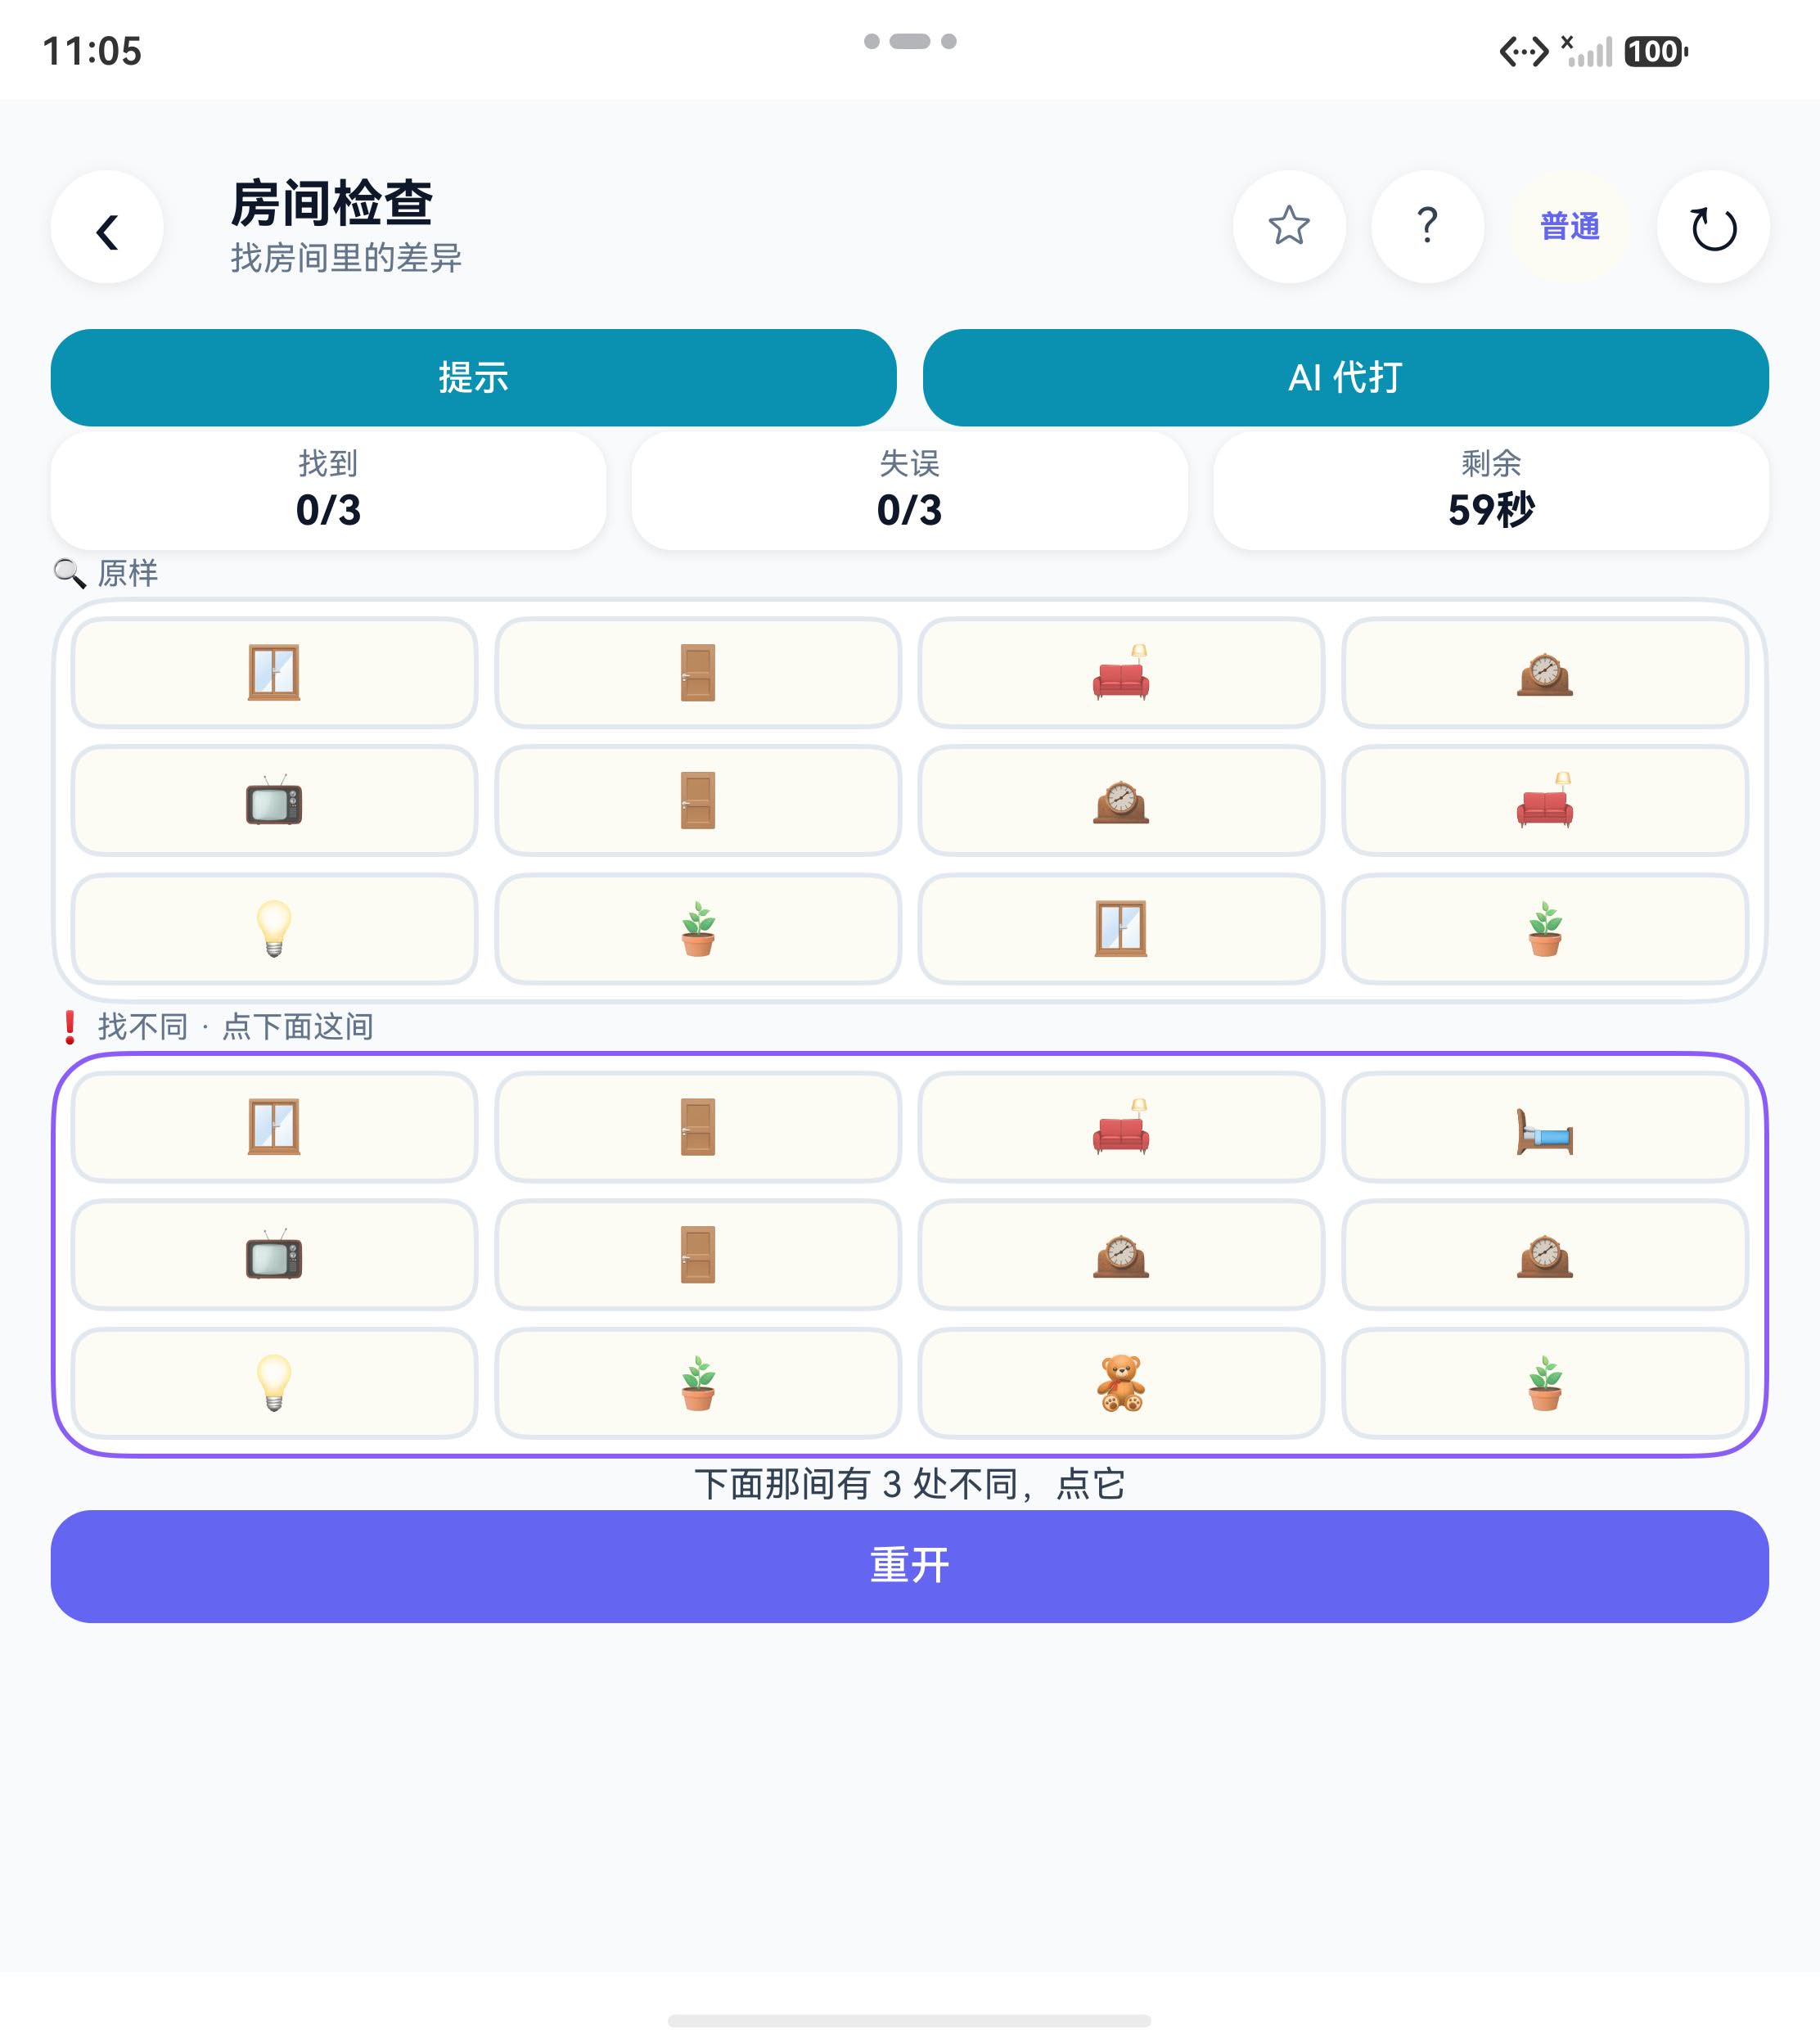 11:05
100
房间检查
找房间里的差异
?
普通
提示
AI 代打
找到
0/3
失误
0/3
剩余
59秒
原样
找不同 · 点下面这间
下面那间有 3 处不同，点它
重开